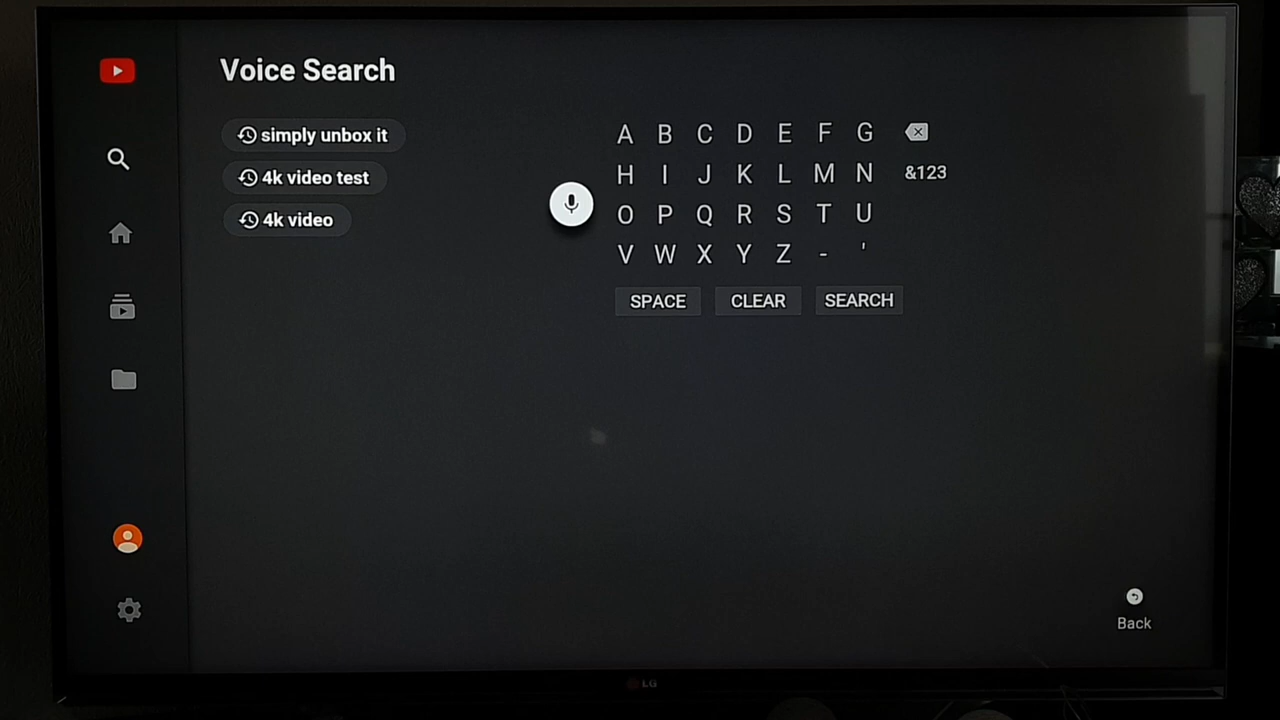 Voice Search
simply unbox it
4k video test
4k video
A B C D E F G
H I J K L M N &123
O P Q R S T U
V W X Y Z - '
SPACE CLEAR SEARCH
Back
LG